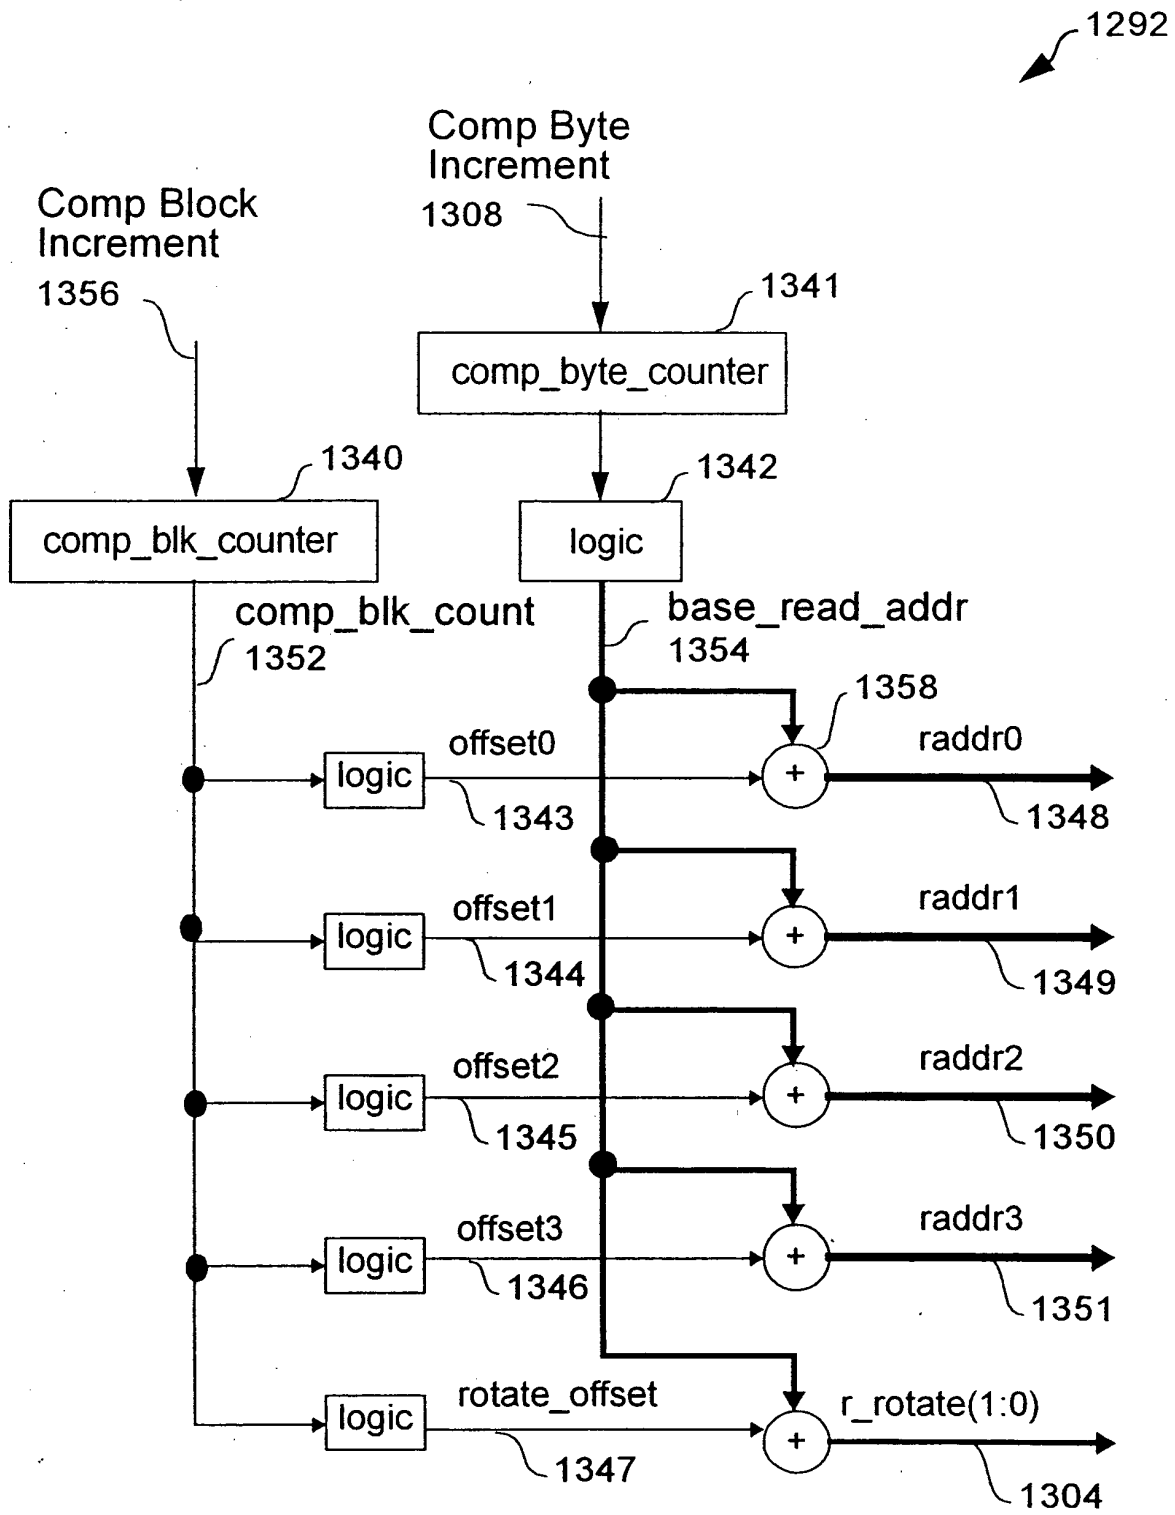 1292
Comp Byte
Increment
1308
Comp Block
Increment
1356
1341
comp_byte_counter
1340
1342
comp_blk_counter
logic
comp_blk_count
1352
base_read_addr
1354
1358
offset0
raddr0
logic
+
1343
1348
offset1
raddr1
logic
+
1344
1349
offset2
raddr2
logic
+
1345
1350
offset3
raddr3
logic
+
1346
1351
rotate_offset
r_rotate(1:0)
logic
+
1347
1304